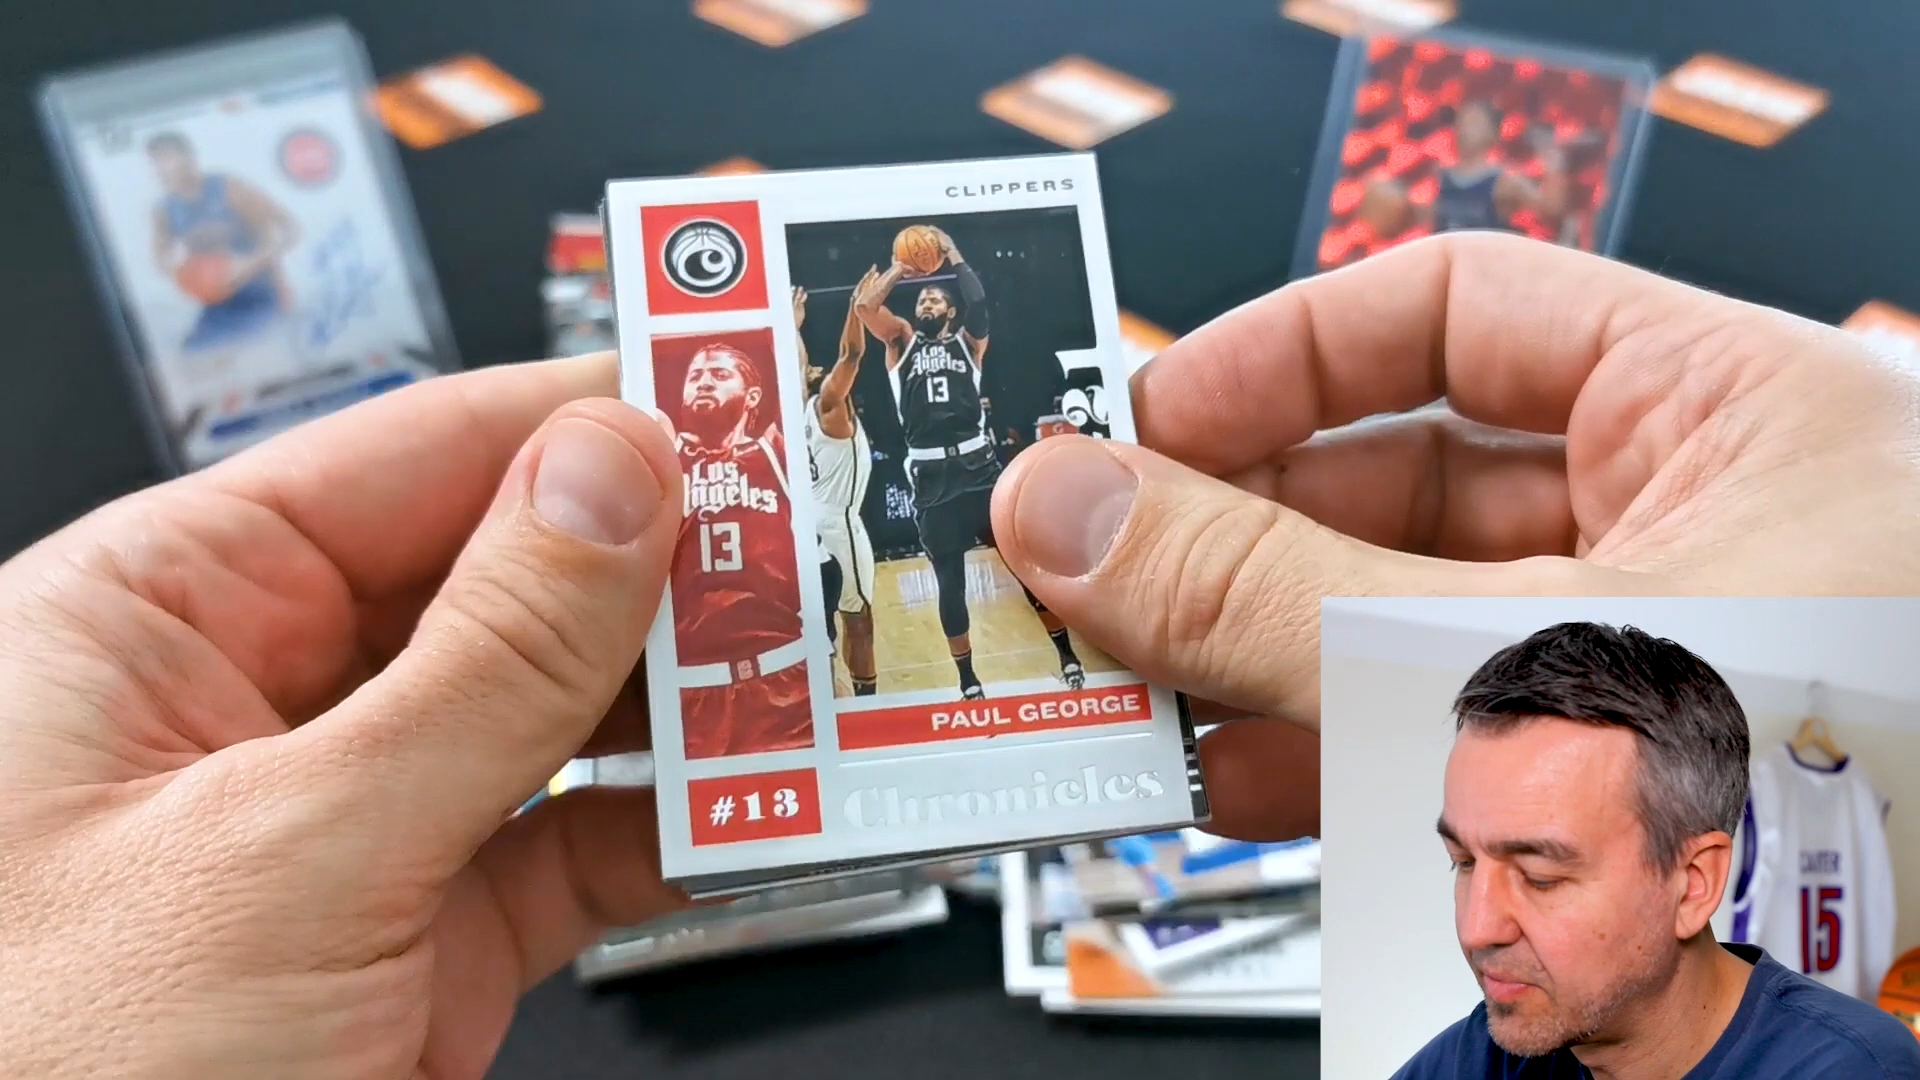 CLIPPERS
Los
Angeles
13
Los
Angeles
13
PAUL GEORGE
#13
Chronicles
CARTER
15